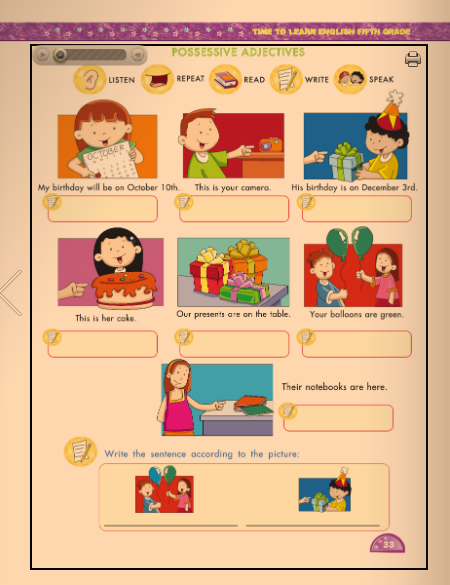 TIME TO LEARN ENGLISH FIFTH GRADE
POSSESSIVE ADJECTIVES
LISTEN REPEAT READ WRITE SPEAK
OCTOBER
My birthday will be on October 10th. This is your camera. His birthday is on December 3rd.
This is her cake. Our presents are on the table. Your balloons are green.
Their notebooks are here.
Write the sentence according to the picture:
33